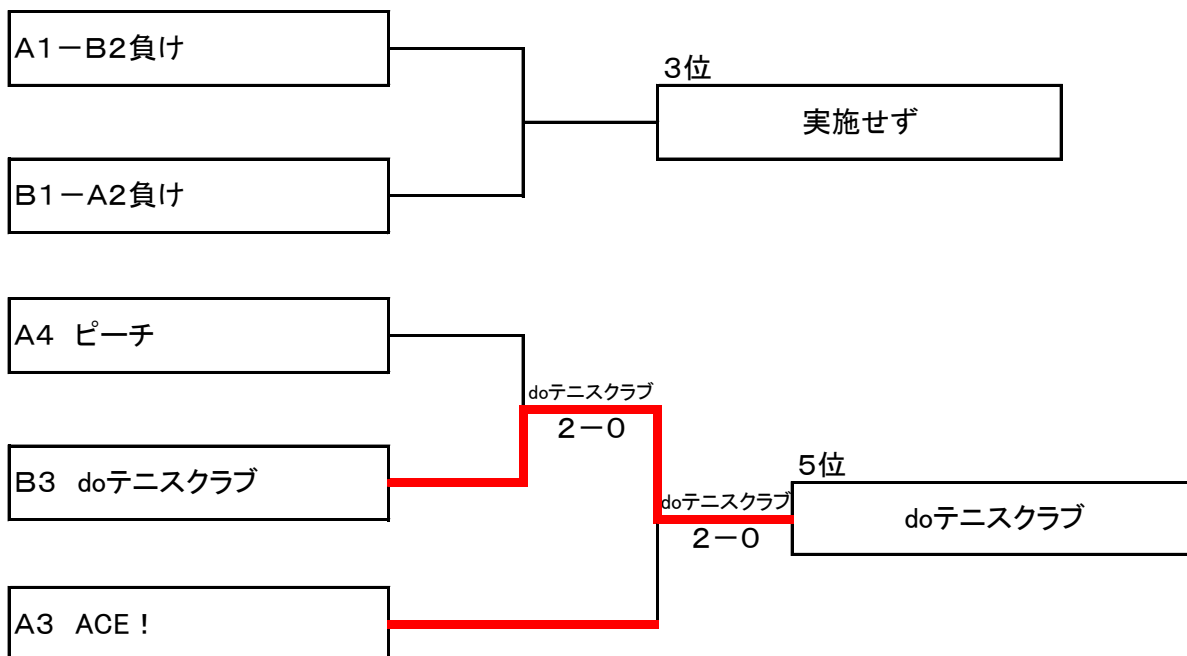 A1－B2負け
3位
実施せず
B1－A2負け
A4 ピーチ
doテニスクラブ
2－0
B3 doテニスクラブ
5位
doテニスクラブ
2－0
doテニスクラブ
A3 ACE！